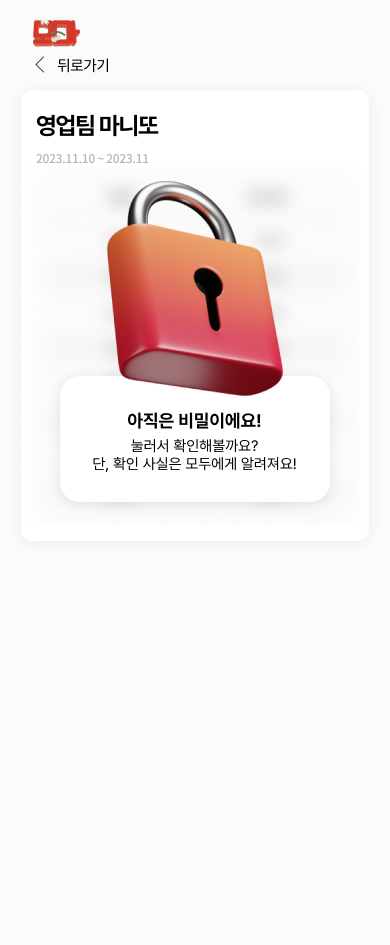 또따
뒤로가기
영업팀 마니또
2023.11.10 ~ 2023.11
아직은 비밀이에요!
눌러서 확인해볼까요?
단, 확인 사실은 모두에게 알려져요!